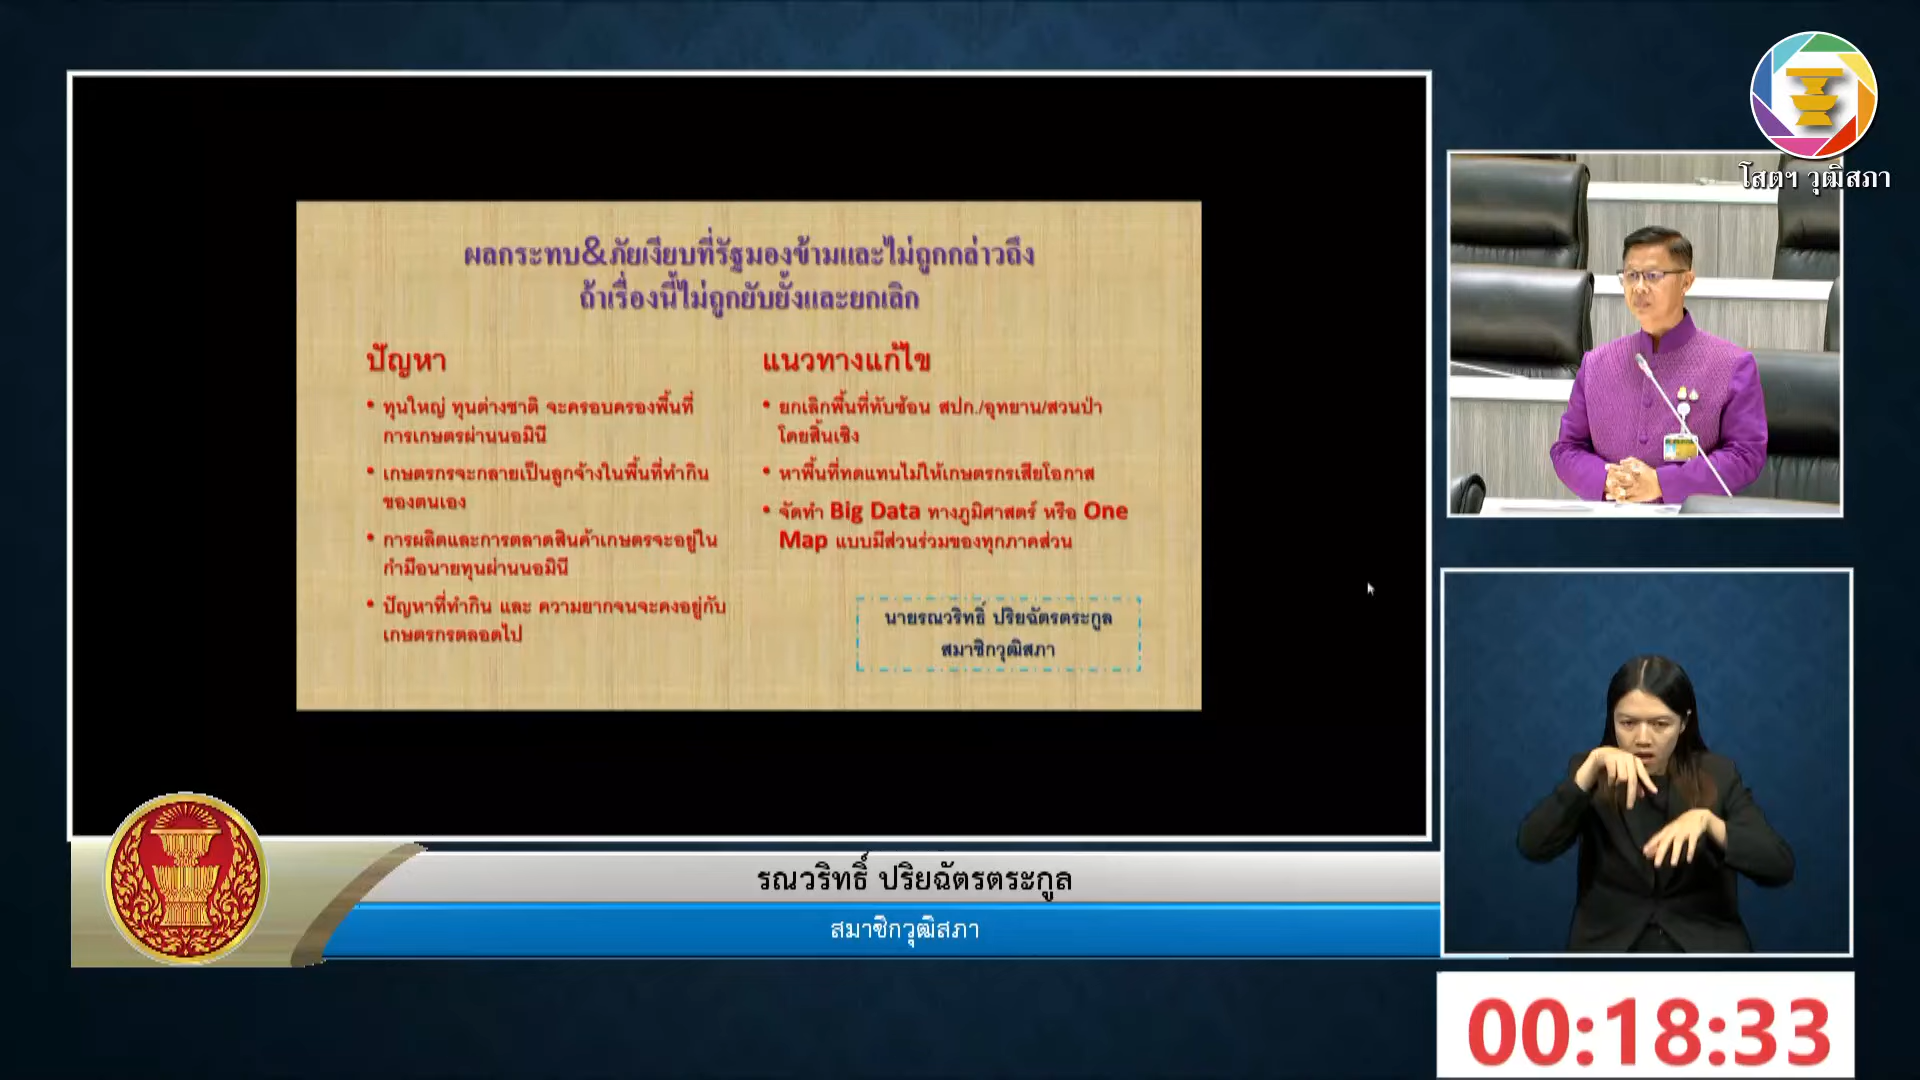 โสตฯ วุฒิสภา
ผลกระทบ&ภัยเงียบที่รัฐมองข้ามและไม่ถูกกล่าวถึง
ถ้าเรื่องนี้ไม่ถูกยับยั้งและยกเลิก
ปัญหา
• ทุนใหญ่ ทุนต่างชาติ จะครอบครองพื้นที่
การเกษตรผ่านนอมินี
• เกษตรกรจะกลายเป็นลูกจ้างในพื้นที่ทำกิน
ของตนเอง
• การผลิตและการตลาดสินค้าเกษตรจะอยู่ใน
กำมือนายทุนผ่านนอมินี
• ปัญหาที่ทำกิน และ ความยากจนจะคงอยู่กับ
เกษตรกรตลอดไป
แนวทางแก้ไข
• ยกเลิกพื้นที่ทับซ้อน สปก./อุทยาน/สวนป่า
โดยสิ้นเชิง
• หาพื้นที่ทดแทนไม่ให้เกษตรกรเสียโอกาส
• จัดทำ Big Data ทางภูมิศาสตร์ หรือ One
Map แบบมีส่วนร่วมของทุกภาคส่วน
นายรณวริทธิ์ ปริยฉัตรตระกูล
สมาชิกวุฒิสภา
รณวริทธิ์ ปริยฉัตรตระกูล
สมาชิกวุฒิสภา
00:18:33